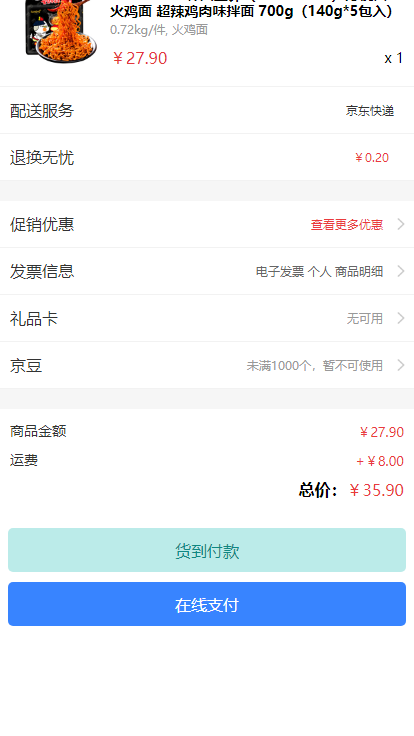 火鸡面 超辣鸡肉味拌面 700g（140g*5包入）
0.72kg/件, 火鸡面
￥27.90
x 1
配送服务
京东快递
退换无忧
￥0.20
促销优惠
查看更多优惠
发票信息
电子发票 个人 商品明细
礼品卡
无可用
京豆
未满1000个，暂不可使用
商品金额
￥27.90
运费
+￥8.00
总价：￥35.90
货到付款
在线支付